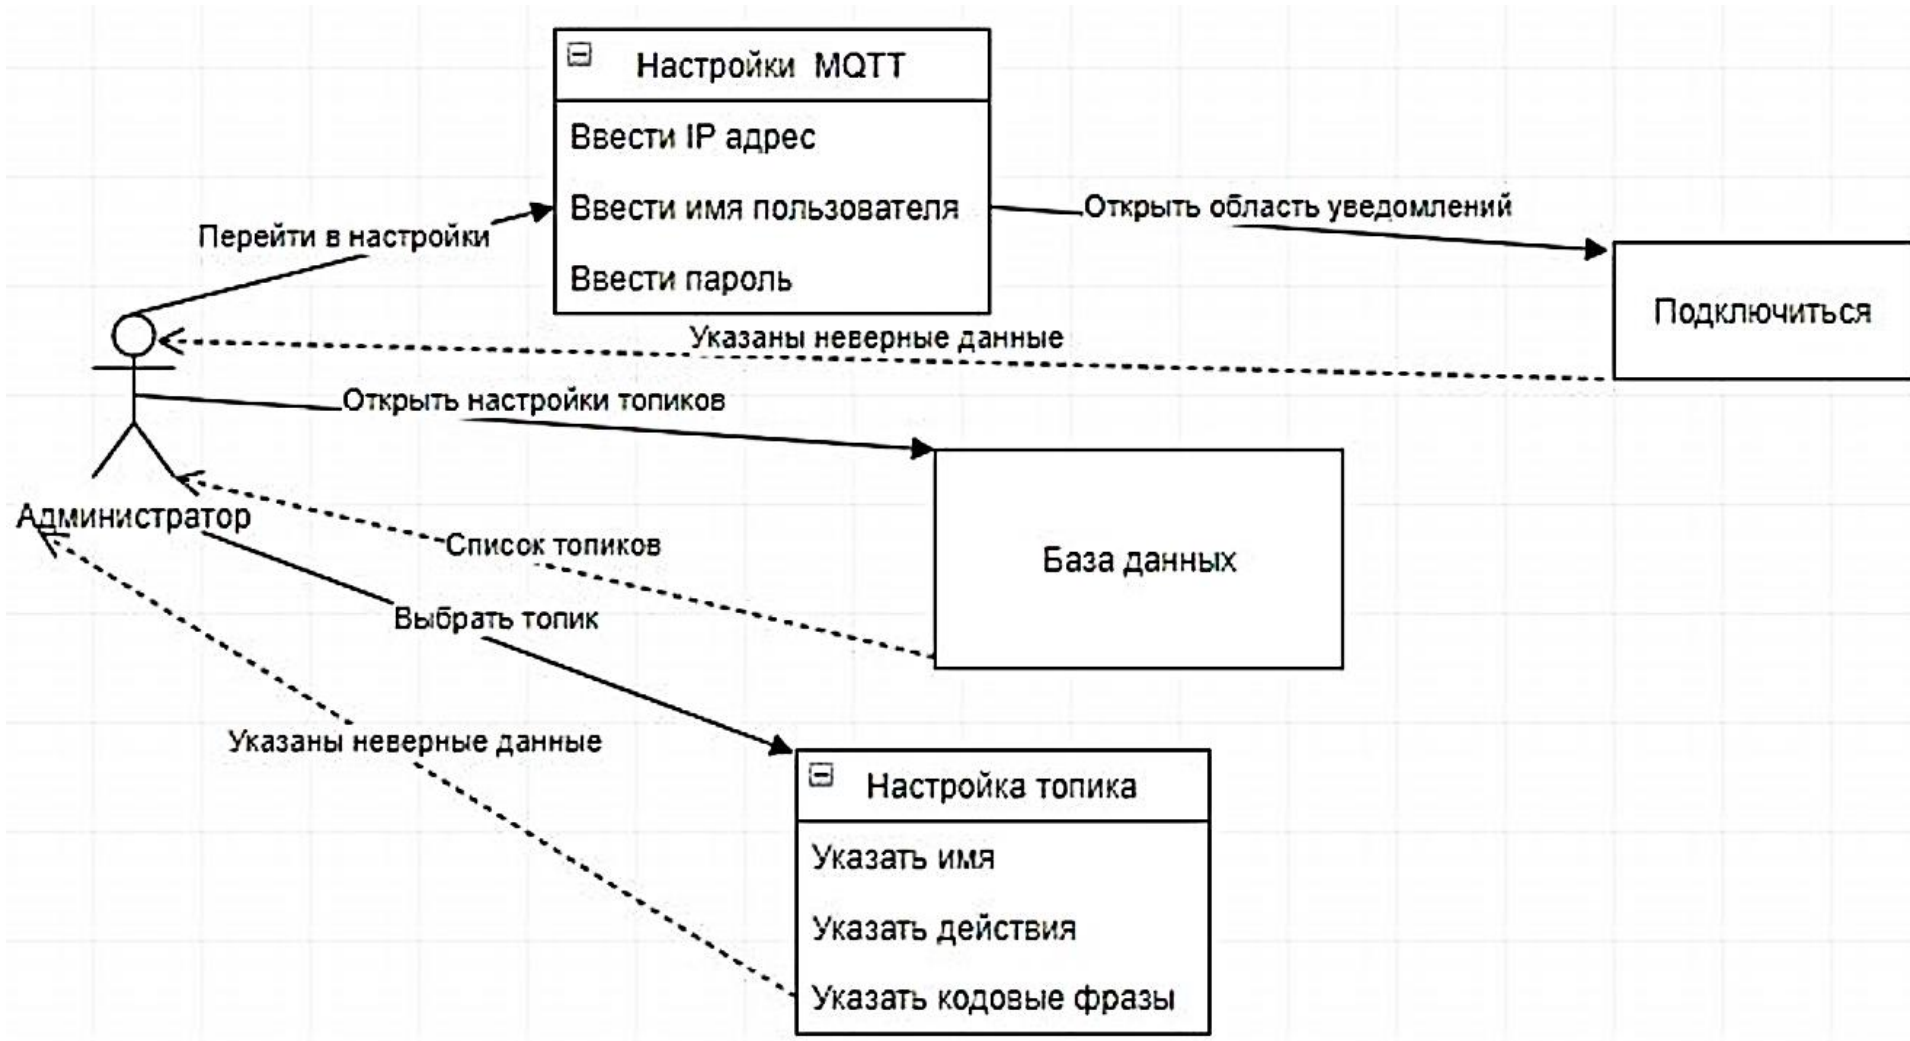 Настройки MQTT
Ввести IP адрес
Ввести имя пользователя
Ввести пароль
Перейти в настройки
Открыть область уведомлений
Подключиться
Указаны неверные данные
Открыть настройки топиков
Администратор
Список топиков
База данных
Выбрать топик
Указаны неверные данные
Настройка топика
Указать имя
Указать действия
Указать кодовые фразы